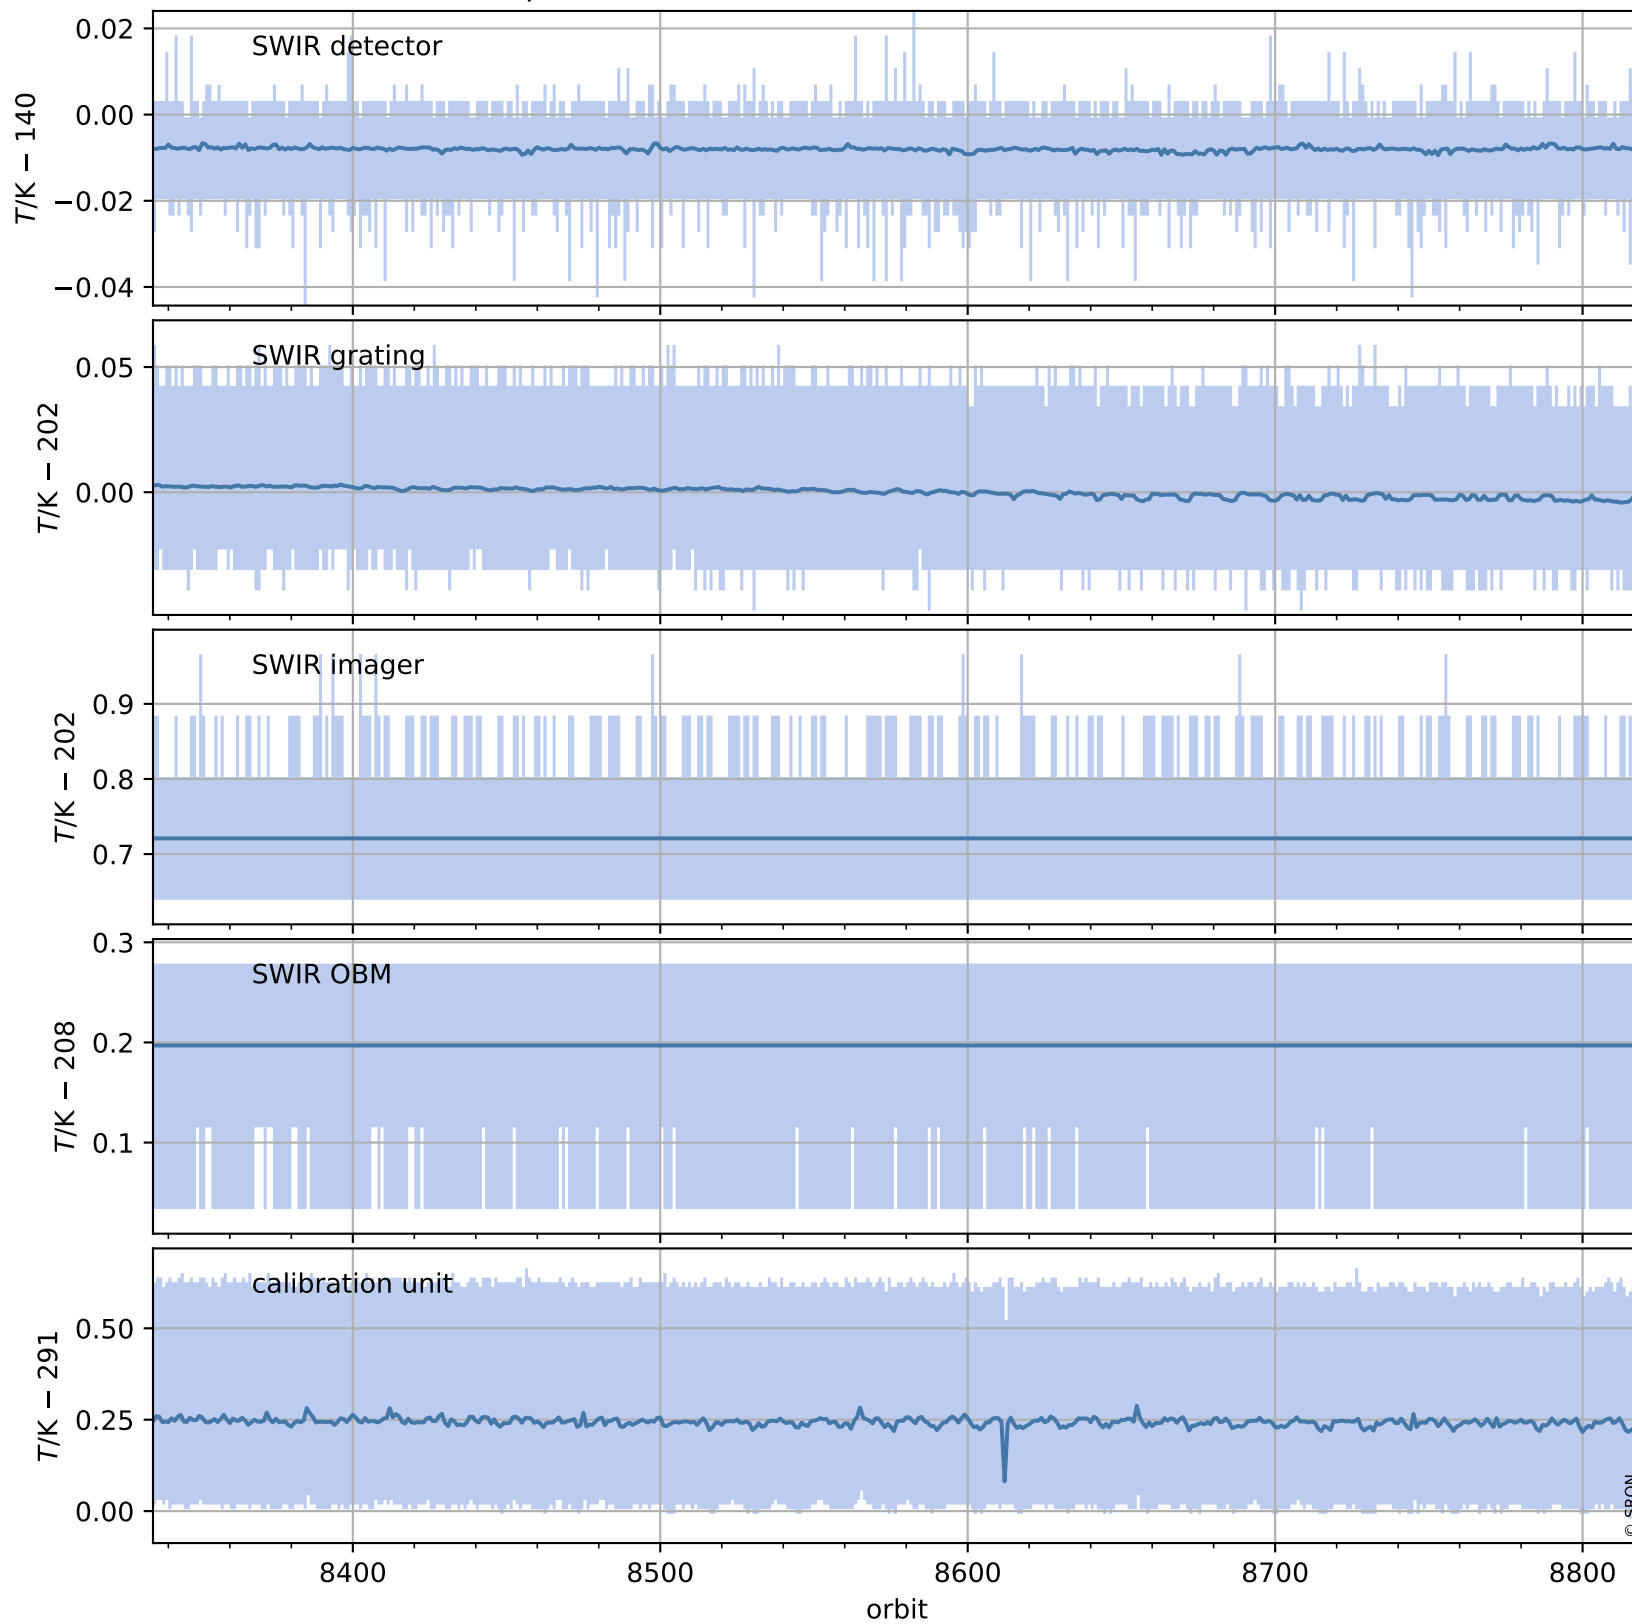 SWIR detector
0.02
0.00
−0.02
−0.04
T/K − 140
SWIR grating
0.05
0.00
T/K − 202
SWIR imager
0.9
0.8
0.7
T/K − 202
SWIR OBM
0.3
0.2
0.1
T/K − 208
calibration unit
0.50
0.25
0.00
T/K − 291
8400 8500 8600 8700 8800
orbit
© SRON